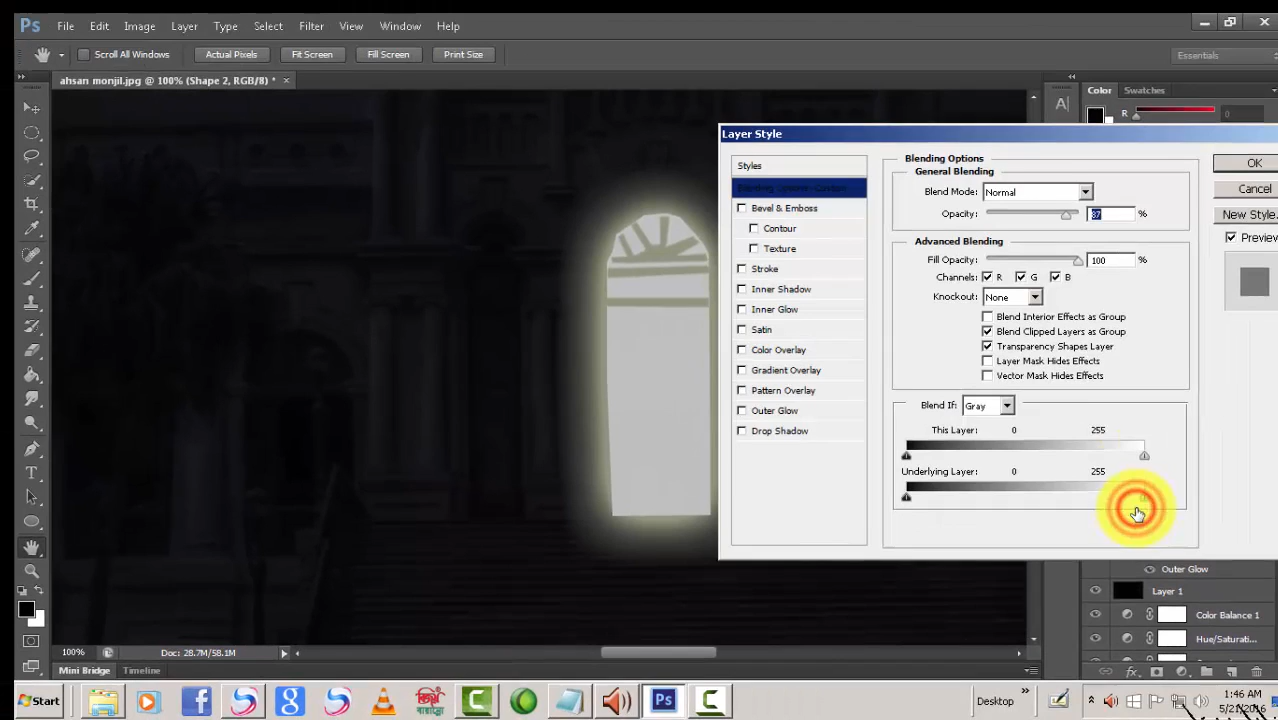 Ps File Edit Image Layer Type Select Filter View Window Help
Scroll All Windows Actual Pixels Fit Screen Fill Screen Print Size Essentials
ahsan monjil.jpg @ 100% (Shape 2, RGB/8) * ×
Color Swatches
R 0
Layer Style
Styles
Blending Options: Custom
Bevel & Emboss
Contour
Texture
Stroke
Inner Shadow
Inner Glow
Satin
Color Overlay
Gradient Overlay
Pattern Overlay
Outer Glow
Drop Shadow
Blending Options
General Blending
Blend Mode: Normal
Opacity: 87 %
Advanced Blending
Fill Opacity: 100 %
Channels: R G B
Knockout: None
Blend Interior Effects as Group
Blend Clipped Layers as Group
Transparency Shapes Layer
Layer Mask Hides Effects
Vector Mask Hides Effects
Blend If: Gray
This Layer: 0 255
Underlying Layer: 0 255
OK
Cancel
New Style..
Preview
Outer Glow
Layer 1
Color Balance 1
Hue/Saturati...
100% Doc: 28.7M/58.1M
Mini Bridge Timeline
Start
Desktop »
1:46 AM
5/21/2016